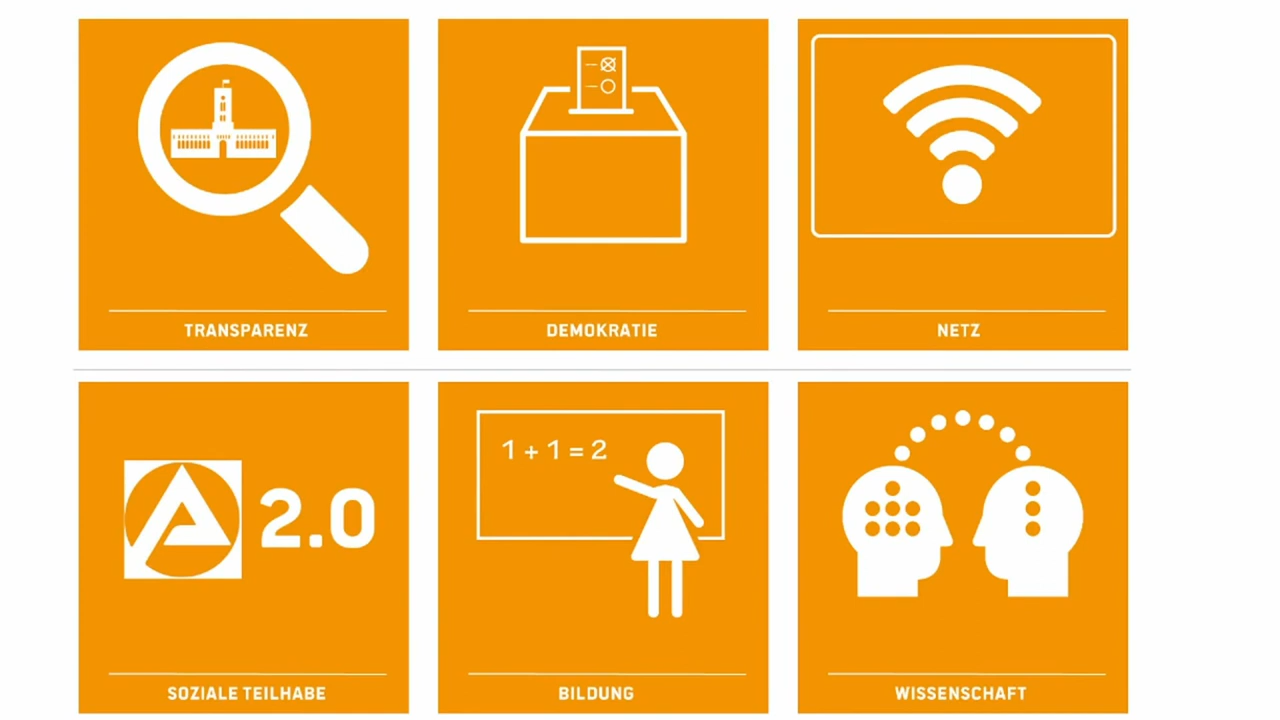 TRANSPARENZ
DEMOKRATIE
NETZ
2.0
1 + 1 = 2
SOZIALE TEILHABE
BILDUNG
WISSENSCHAFT